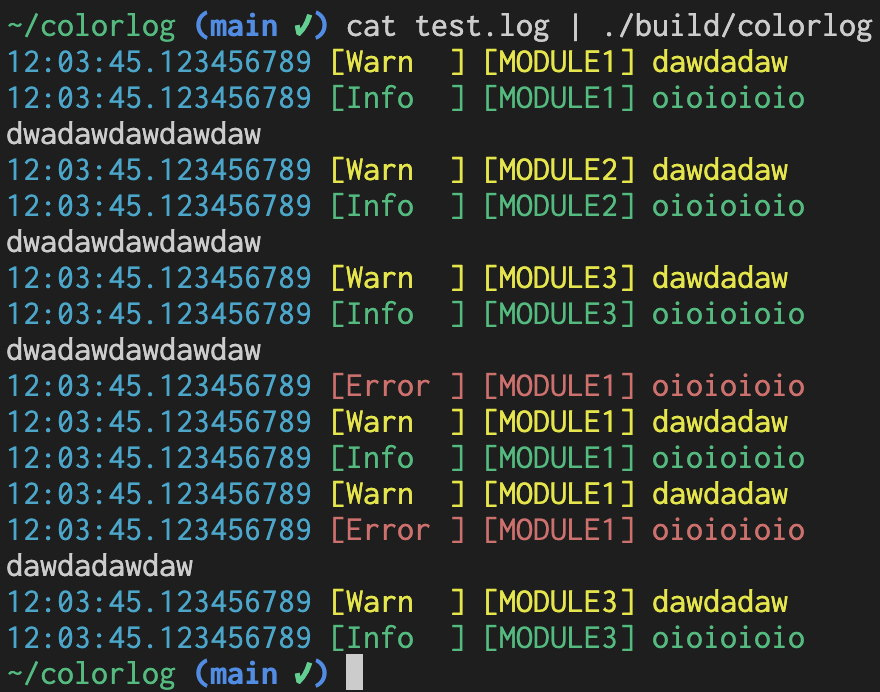 ~/colorlog (main ✔) cat test.log | ./build/colorlog
12:03:45.123456789 [Warn  ] [MODULE1] dawdadaw
12:03:45.123456789 [Info  ] [MODULE1] oioioioio
dwadawdawdawdaw
12:03:45.123456789 [Warn  ] [MODULE2] dawdadaw
12:03:45.123456789 [Info  ] [MODULE2] oioioioio
dwadawdawdawdaw
12:03:45.123456789 [Warn  ] [MODULE3] dawdadaw
12:03:45.123456789 [Info  ] [MODULE3] oioioioio
dwadawdawdawdaw
12:03:45.123456789 [Error ] [MODULE1] oioioioio
12:03:45.123456789 [Warn  ] [MODULE1] dawdadaw
12:03:45.123456789 [Info  ] [MODULE1] oioioioio
12:03:45.123456789 [Warn  ] [MODULE1] dawdadaw
12:03:45.123456789 [Error ] [MODULE1] oioioioio
dawdadawdaw
12:03:45.123456789 [Warn  ] [MODULE3] dawdadaw
12:03:45.123456789 [Info  ] [MODULE3] oioioioio
~/colorlog (main ✔)